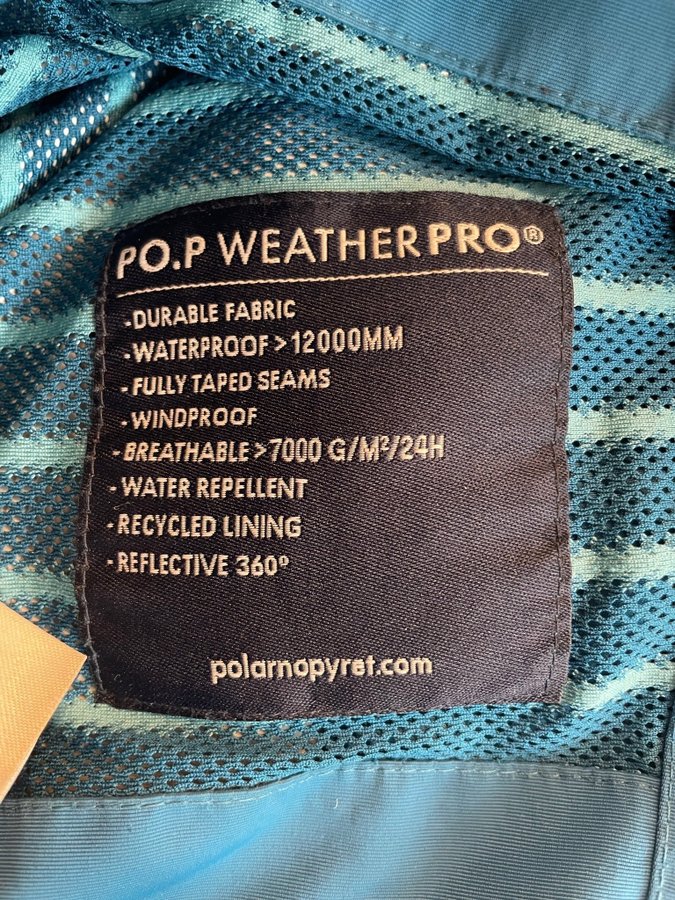 PO.P WEATHERPRO®
-DURABLE FABRIC
-WATERPROOF >12000MM
-FULLY TAPED SEAMS
-WINDPROOF
-BREATHABLE >7000 G/M²/24H
-WATER REPELLENT
-RECYCLED LINING
-REFLECTIVE 360°
polarnopyret.com